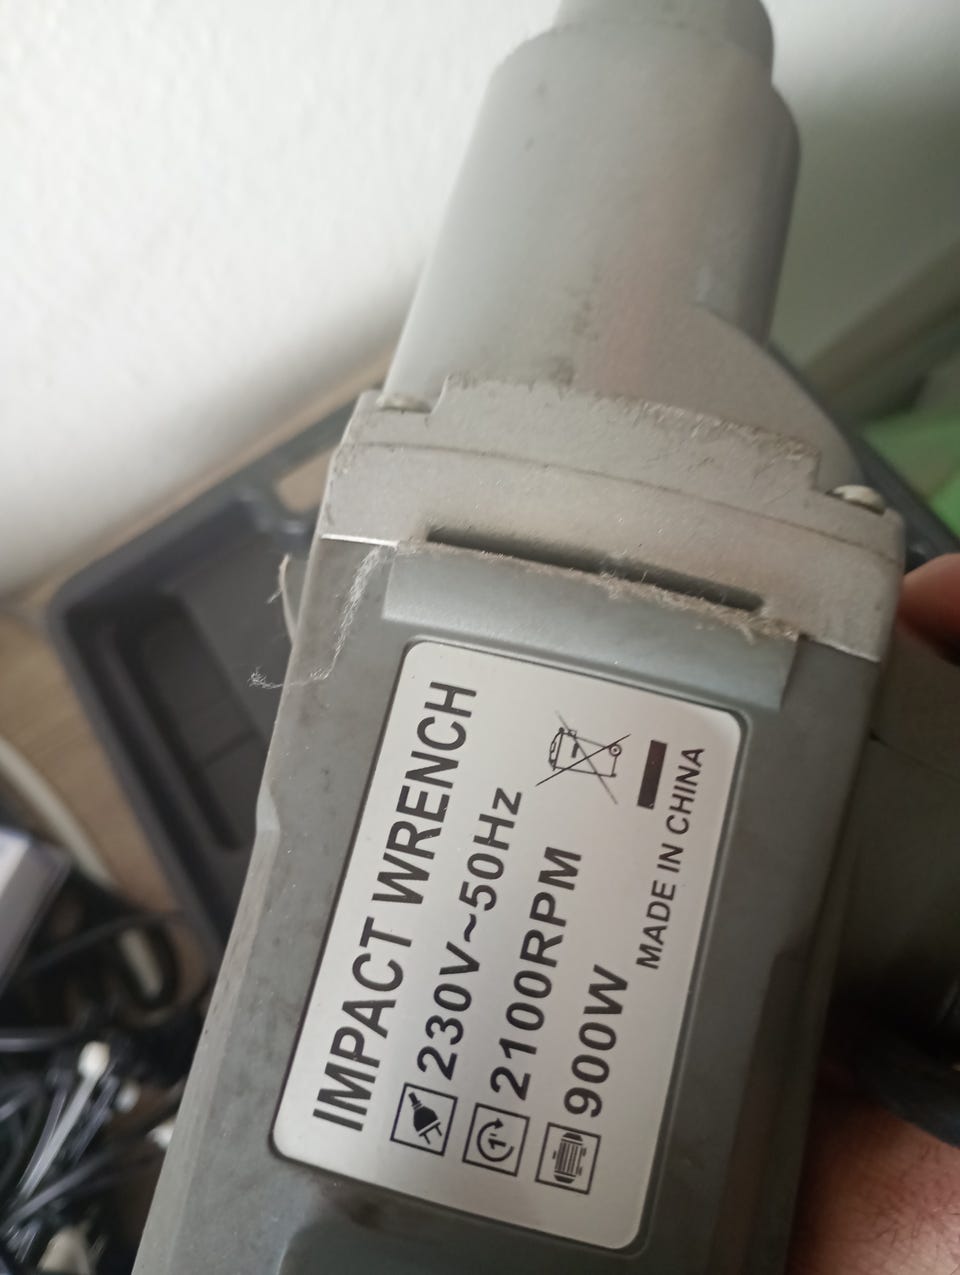 IMPACT WRENCH
230V~50Hz
2100RPM
900W
MADE IN CHINA